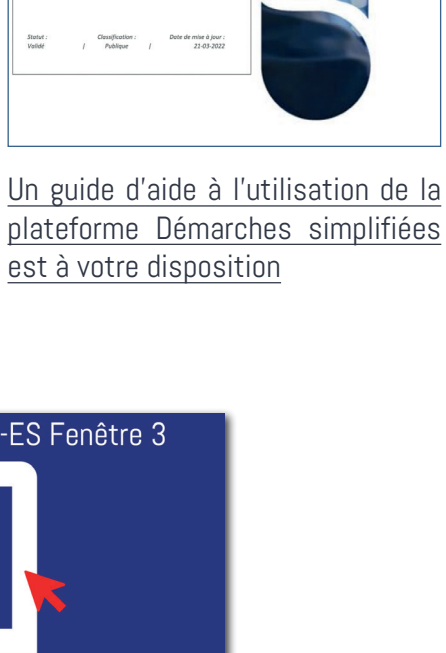 Statut : Classification : Date de mise à jour :
Validé | Publique | 21-03-2022
Un guide d'aide à l'utilisation de la
plateforme Démarches simplifiées
est à votre disposition
-ES Fenêtre 3